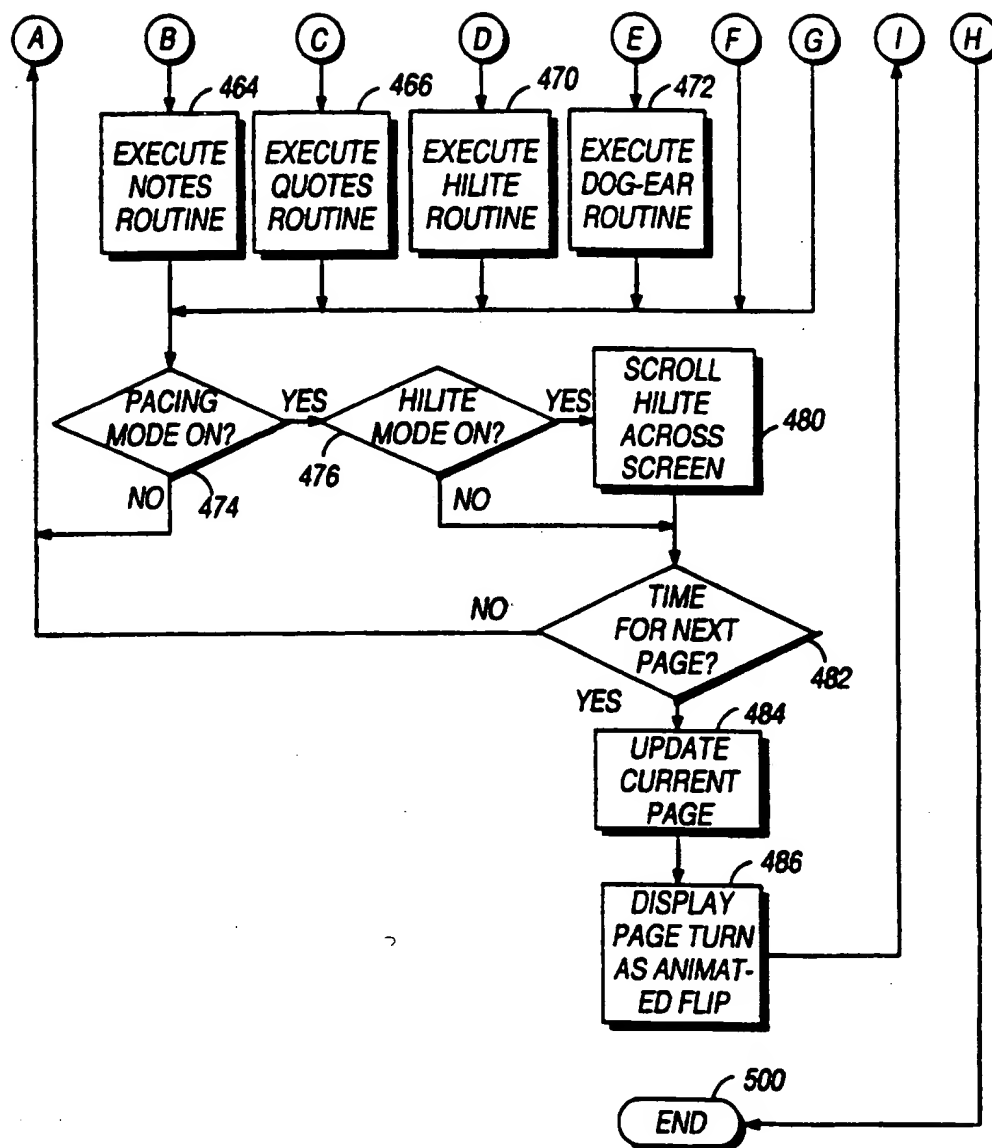 A B C D E F G I H
464 466 470 472
EXECUTE
NOTES
ROUTINE
EXECUTE
QUOTES
ROUTINE
EXECUTE
HILITE
ROUTINE
EXECUTE
DOG-EAR
ROUTINE
PACING
MODE ON?
YES
NO
474
HILITE
MODE ON?
YES
476
NO
SCROLL
HILITE
ACROSS
SCREEN
480
TIME
FOR NEXT
PAGE?
NO
482
YES
484
UPDATE
CURRENT
PAGE
486
DISPLAY
PAGE TURN
AS ANIMAT-
ED FLIP
500
END